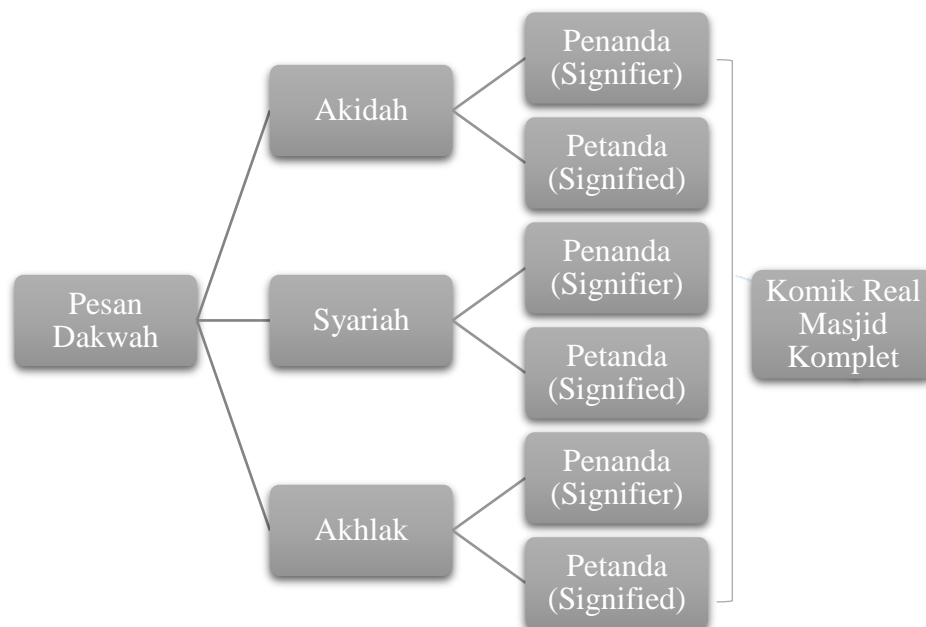 Pesan
Dakwah
Akidah
Penanda
(Signifier)
Petanda
(Signified)
Syariah
Penanda
(Signifier)
Petanda
(Signified)
Akhlak
Penanda
(Signifier)
Petanda
(Signified)
Komik Real
Masjid
Komplet